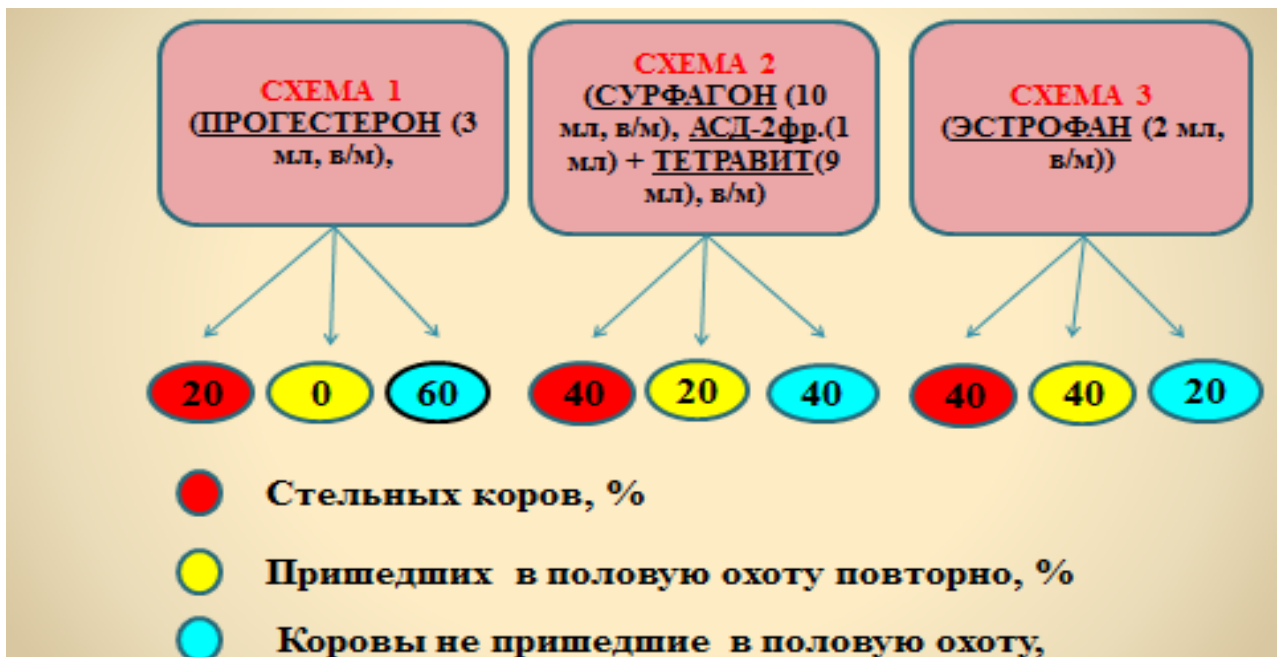 СХЕМА 1
(ПРОГЕСТЕРОН (3
мл, в/м),
СХЕМА 2
(СУРФАГОН (10
мл, в/м), АСД-2фр.(1
мл) + ТЕТРАВИТ(9
мл), в/м)
СХЕМА 3
(ЭСТРОФАН (2 мл,
в/м))
20
0
60
40
20
40
40
40
20
Стельных коров, %
Пришедших в половую охоту повторно, %
Коровы не пришедшие в половую охоту,